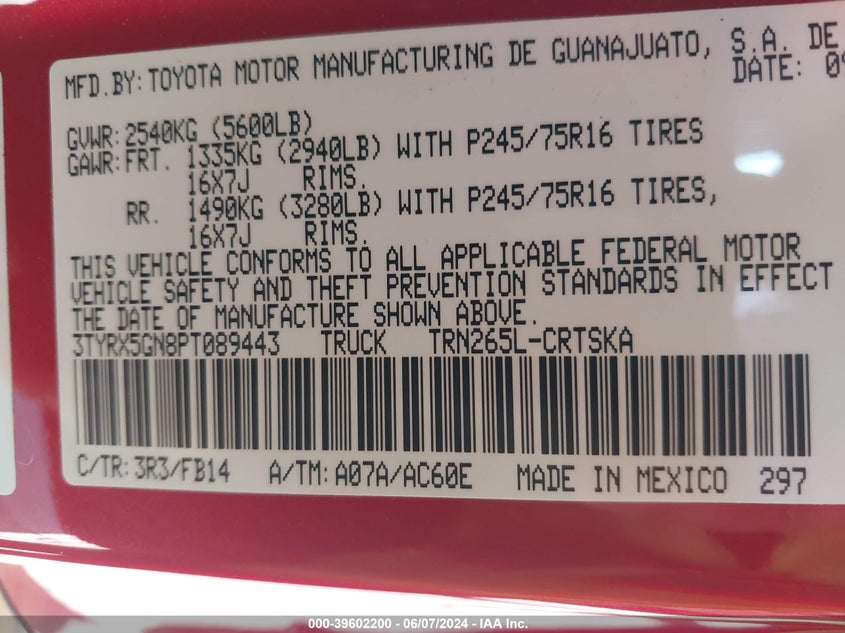 MFD.BY: TOYOTA MOTOR MANUFACTURING DE GUANAJUATO, S.A. DE
DATE: 09
GVWR: 2540KG (5600LB)
GAWR: FRT. 1335KG (2940LB) WITH P245/75R16 TIRES
16X7J RIMS.
RR. 1490KG (3280LB) WITH P245/75R16 TIRES,
16X7J RIMS.
THIS VEHICLE CONFORMS TO ALL APPLICABLE FEDERAL MOTOR
VEHICLE SAFETY AND THEFT PREVENTION STANDARDS IN EFFECT
THE DATE OF MANUFACTURE SHOWN ABOVE.
3TYRX5GN8PT089443 TRUCK TRN265L-CRTSKA
C/TR: 3R3/FB14 A/TM: A07A/AC60E MADE IN MEXICO 297
000-39602200 - 06/07/2024 - IAA Inc.